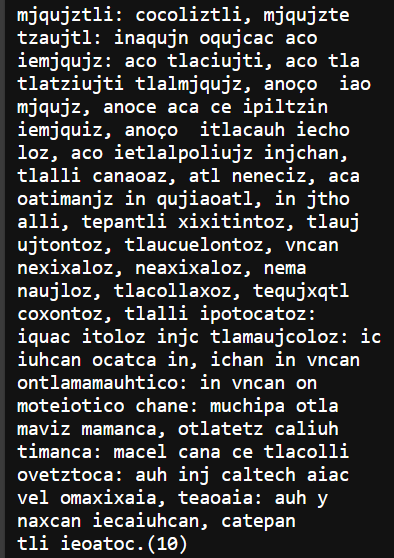 mjqujztli: cocoliztli, mjqujzte
tzaujtl: inaqujn oqujcac aco
iemjqujz: aco tlaciujti, aco tla
tlatziujti tlalmjqujz, anoço  iao
mjqujz, anoce aca ce ipiltzin
iemjquiz, anoço  itlacauh iecho
loz, aco ietlalpoliujz injchan,
tlalli canaoaz, atl neneciz, aca
oatimanjz in qujiaoatl, in jtho
alli, tepantli xixitintoz, tlauj
ujtontoz, tlaucuelontoz, vncan
nexixaloz, neaxixaloz, nema
naujloz, tlacollaxoz, tequjxqtl
coxontoz, tlalli ipotocatoz:
iquac itoloz injc tlamaujcoloz: ic
iuhcan ocatca in, ichan in vncan
ontlamamauhtico: in vncan on
moteiotico chane: muchipa otla
maviz mamanca, otlatetz caliuh
timanca: macel cana ce tlacolli
ovetztoca: auh inj caltech aiac
vel omaxixaia, teaoaia: auh y
naxcan iecaiuhcan, catepan
tli ieoatoc.(10)